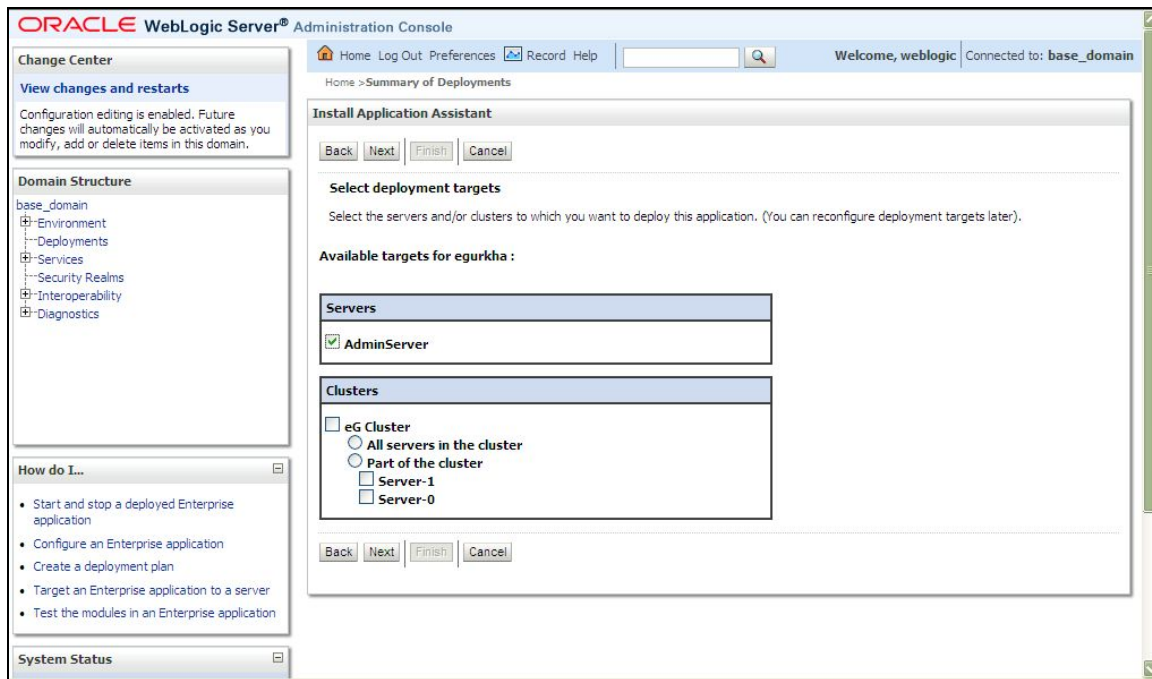 ORACLE WebLogic Server® Administration Console
Change Center
View changes and restarts
Configuration editing is enabled. Future
changes will automatically be activated as you
modify, add or delete items in this domain.
Domain Structure
base_domain
Environment
Deployments
Services
Security Realms
Interoperability
Diagnostics
How do I...
• Start and stop a deployed Enterprise
application
• Configure an Enterprise application
• Create a deployment plan
• Target an Enterprise application to a server
• Test the modules in an Enterprise application
System Status
Home Log Out Preferences Record Help
Welcome, weblogic Connected to: base_domain
Home >Summary of Deployments
Install Application Assistant
Back Next Finish Cancel
Select deployment targets
Select the servers and/or clusters to which you want to deploy this application. (You can reconfigure deployment targets later).
Available targets for egurkha :
Servers
AdminServer
Clusters
eG Cluster
All servers in the cluster
Part of the cluster
Server-1
Server-0
Back Next Finish Cancel